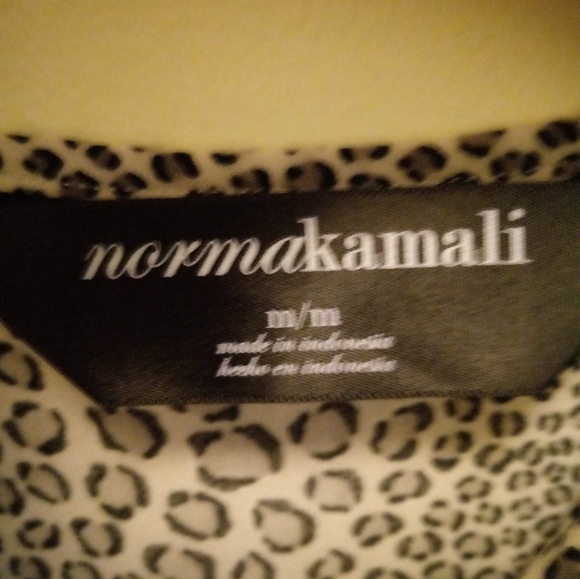 normakamali
m/m
made in indonesia
hecho en indonesia